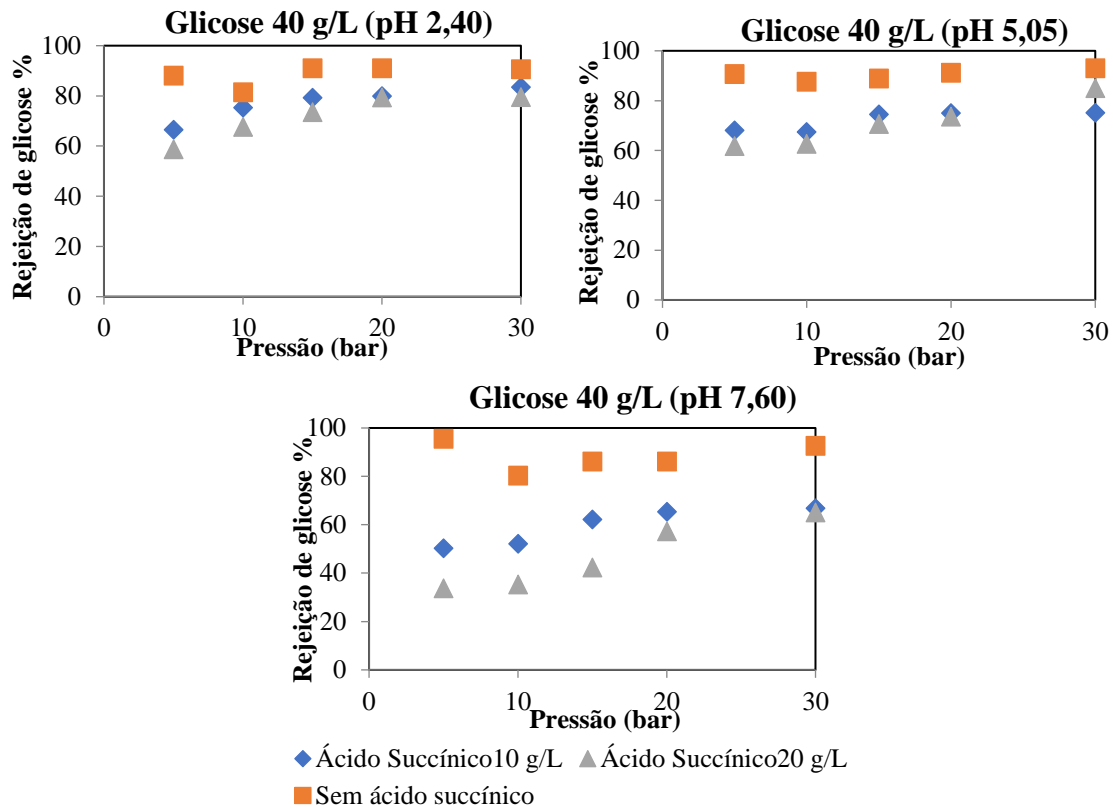 Glicose 40 g/L (pH 2,40)
Rejeição de glicose %
100
80
60
40
20
0
0 10 20 30
Pressão (bar)
Glicose 40 g/L (pH 5,05)
Rejeição de glicose %
100
80
60
40
20
0
0 10 20 30
Pressão (bar)
Glicose 40 g/L (pH 7,60)
Rejeição de glicose %
100
80
60
40
20
0
0 10 20 30
Pressão (bar)
Ácido Succínico10 g/L Ácido Succínico20 g/L
Sem ácido succínico